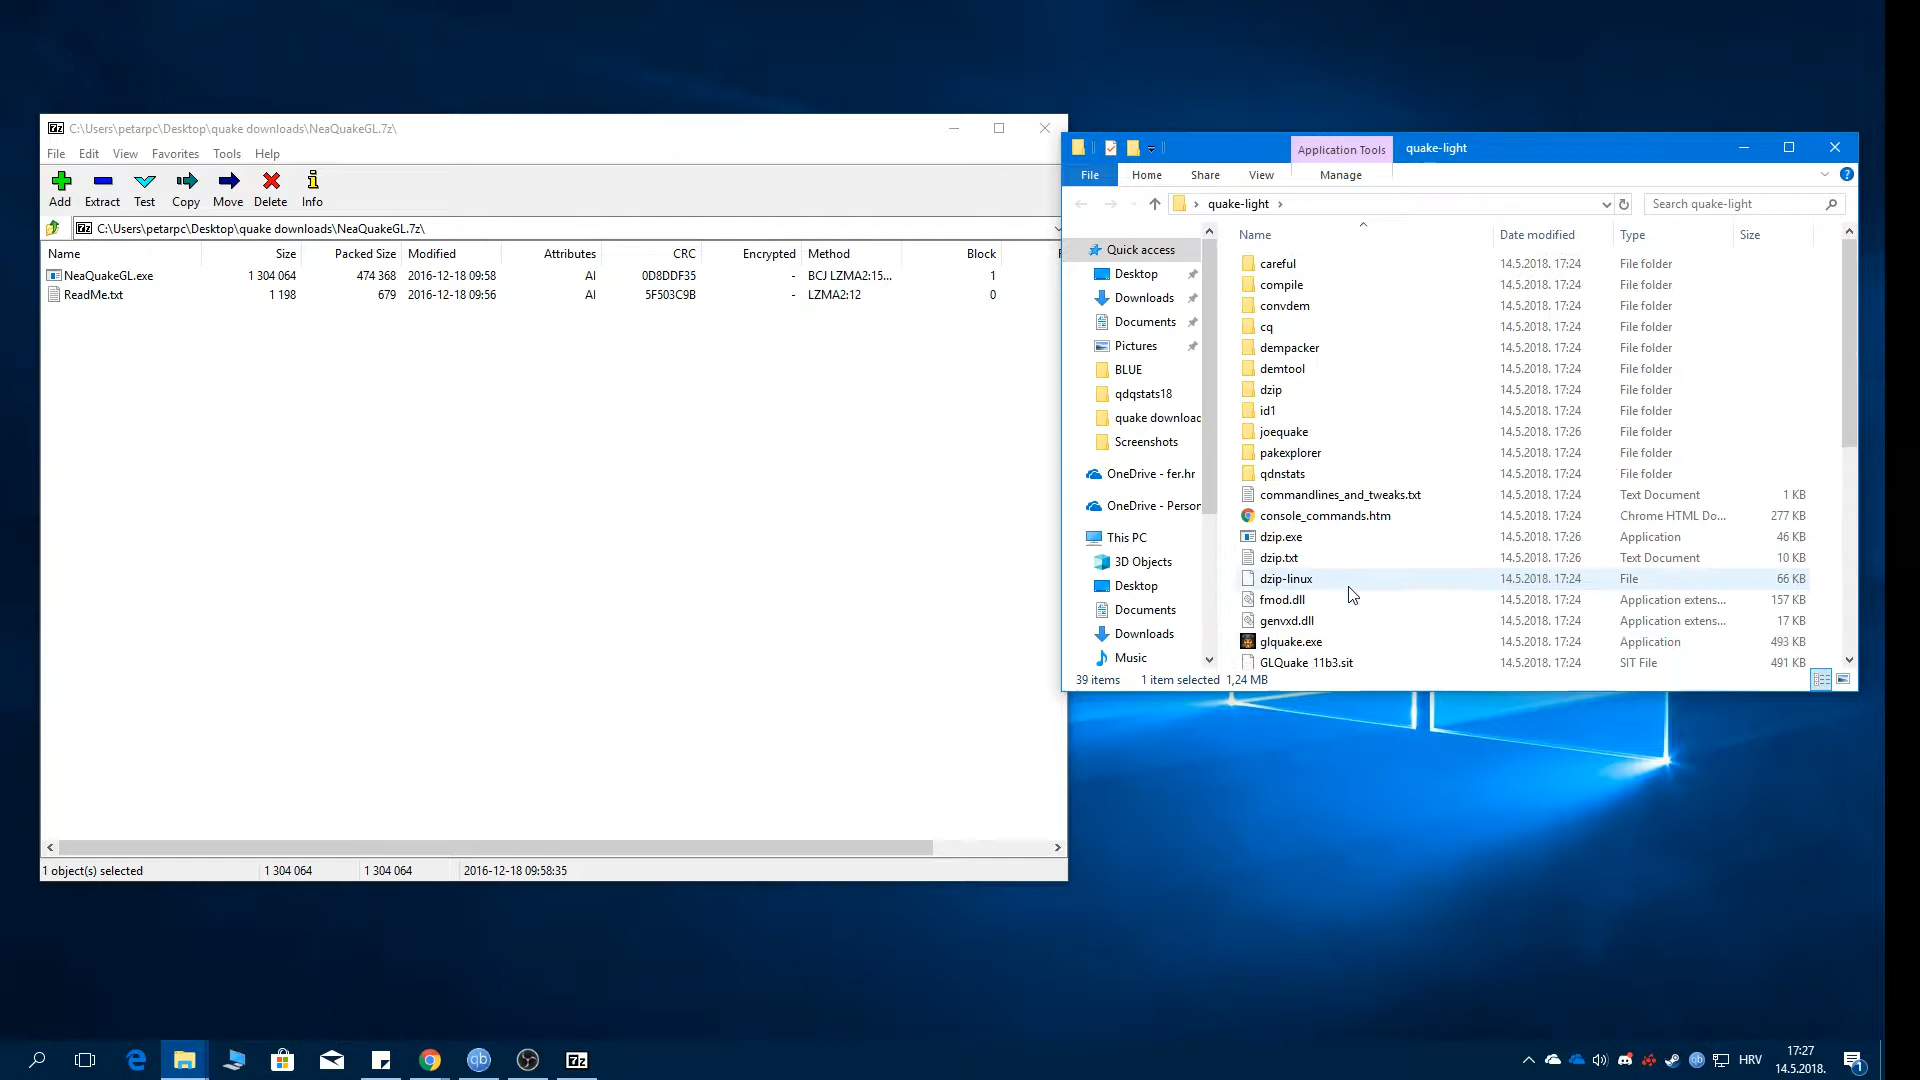 C:\Users\petarpc\Desktop\quake downloads\NeaQuakeGL.7z\
File Edit View Favorites Tools Help
Add Extract Test Copy Move Delete Info
C:\Users\petarpc\Desktop\quake downloads\NeaQuakeGL.7z\
Name Size Packed Size Modified Attributes CRC Encrypted Method Block F
NeaQuakeGL.exe 1 304 064 474 368 2016-12-18 09:58 AI 0D8DDF35 - BCJ LZMA2:15... 1
ReadMe.txt 1 198 679 2016-12-18 09:56 AI 5F503C9B - LZMA2:12 0
1 object(s) selected 1 304 064 1 304 064 2016-12-18 09:58:35
Application Tools quake-light
File Home Share View Manage
quake-light
Search quake-light
Quick access
Desktop
Downloads
Documents
Pictures
BLUE
qdqstats18
quake download
Screenshots
OneDrive - fer.hr
OneDrive - Person
This PC
3D Objects
Desktop
Documents
Downloads
Music
Name Date modified Type Size
careful 14.5.2018. 17:24 File folder
compile 14.5.2018. 17:24 File folder
convdem 14.5.2018. 17:24 File folder
cq 14.5.2018. 17:24 File folder
dempacker 14.5.2018. 17:24 File folder
demtool 14.5.2018. 17:24 File folder
dzip 14.5.2018. 17:24 File folder
id1 14.5.2018. 17:24 File folder
joequake 14.5.2018. 17:26 File folder
pakexplorer 14.5.2018. 17:24 File folder
qdnstats 14.5.2018. 17:24 File folder
commandlines_and_tweaks.txt 14.5.2018. 17:24 Text Document 1 KB
console_commands.htm 14.5.2018. 17:24 Chrome HTML Do... 277 KB
dzip.exe 14.5.2018. 17:26 Application 46 KB
dzip.txt 14.5.2018. 17:26 Text Document 10 KB
dzip-linux 14.5.2018. 17:24 File 66 KB
fmod.dll 14.5.2018. 17:24 Application extens... 157 KB
genvxd.dll 14.5.2018. 17:24 Application extens... 17 KB
glquake.exe 14.5.2018. 17:24 Application 493 KB
GLQuake_11b3.sit 14.5.2018. 17:24 SIT File 491 KB
39 items 1 item selected 1,24 MB
HRV
17:27
14.5.2018.
1